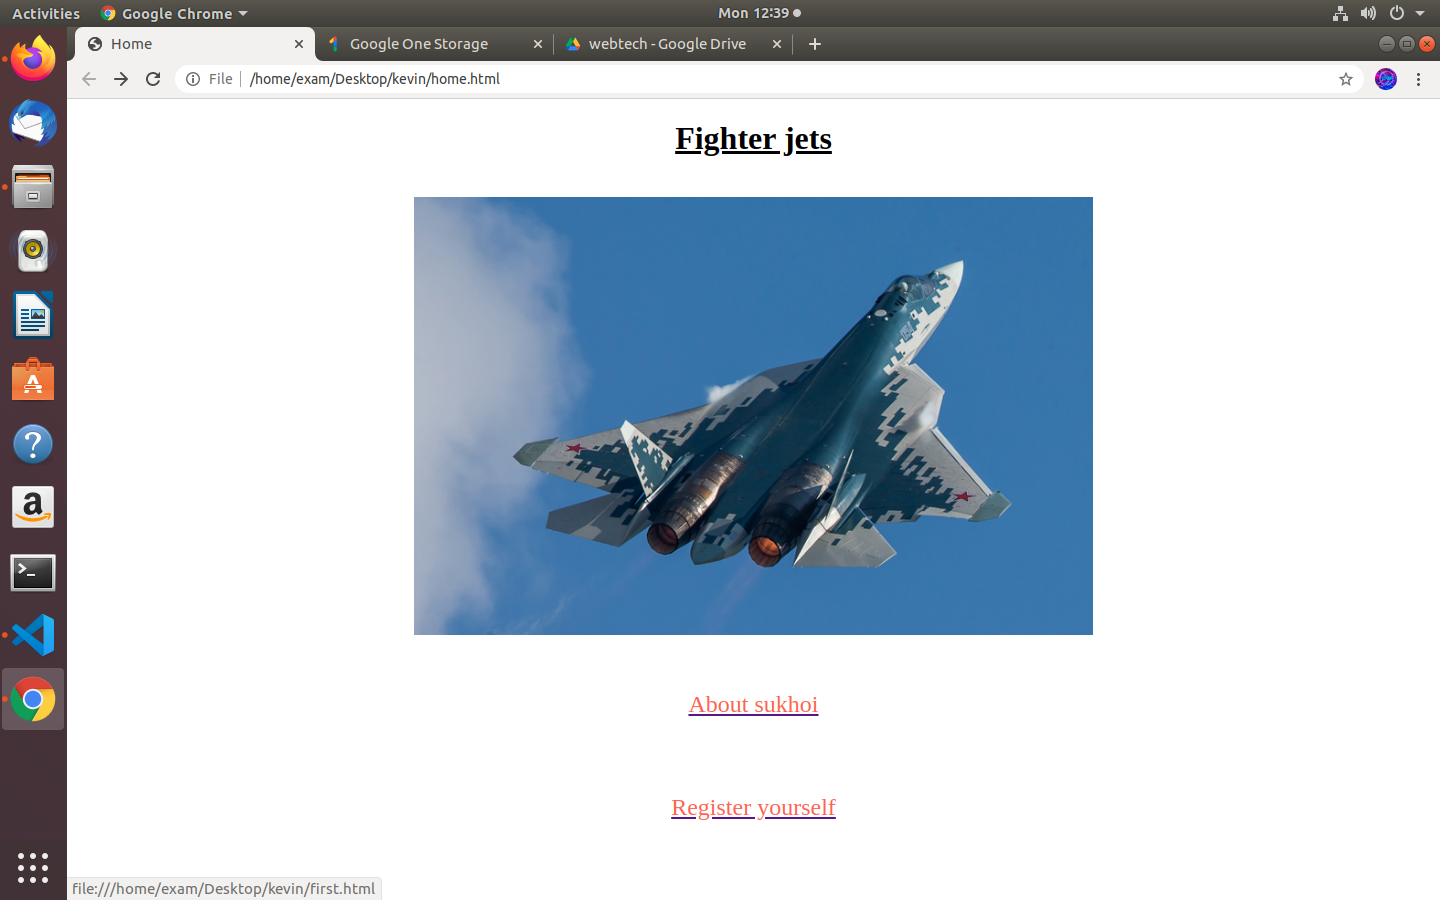 Activities
Google Chrome
Mon 12:39
Home
Google One Storage
webtech - Google Drive
File
/home/exam/Desktop/kevin/home.html
Fighter jets
About sukhoi
Register yourself
file:///home/exam/Desktop/kevin/first.html